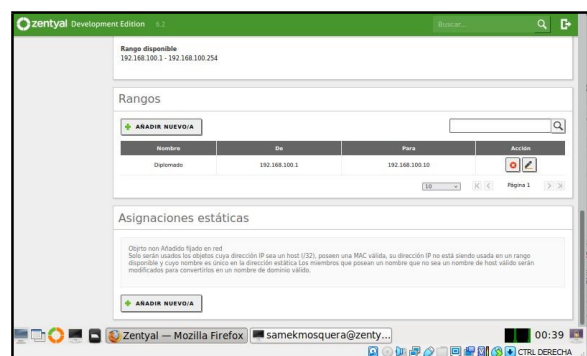 zentyal Development Edition 6.2
Buscar...
Rango disponible
192.168.100.1 - 192.168.100.254
Rangos
AÑADIR NUEVO/A
Nombre De Para Acción
Diplomado 192.168.100.1 192.168.100.10
10 Página 1
Asignaciones estáticas
Objrto non Añadido fijado en red
Solo serán usados los objetos cuya dirección IP sea un host (/32), poseen una MAC válida, su dirección IP no está siendo usada en un rango
disponible y cuyo nombre es único en la dirección estática Los miembros que posean un nombre que no sea un nombre de host válido serán
modificados para convertirlos en un nombre de dominio válido.
AÑADIR NUEVO/A
Zentyal — Mozilla Firefox samekmosquera@zenty... 00:39
CTRL DERECHA